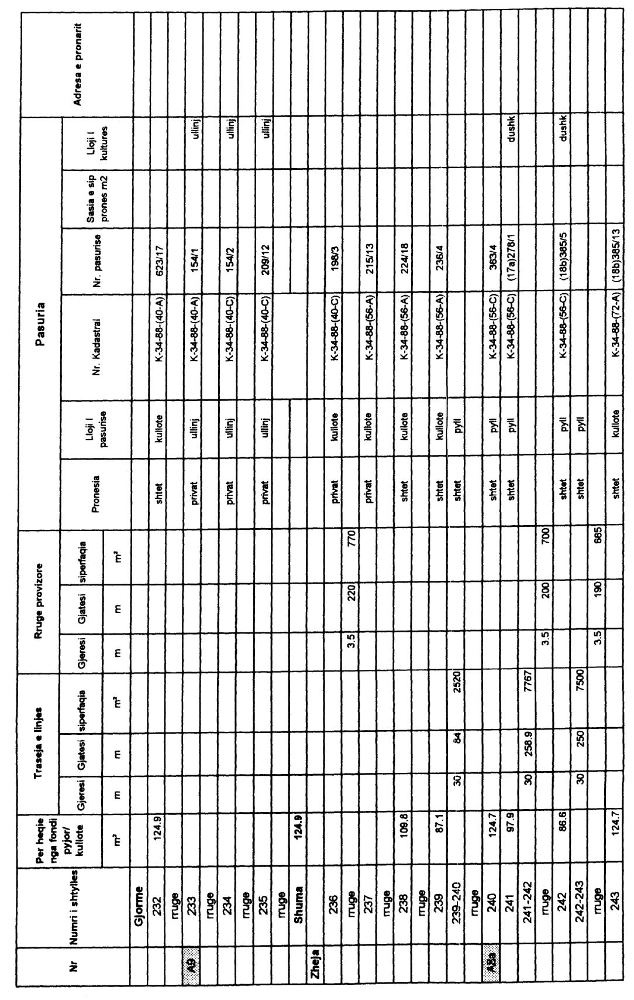 Nr Numri i shtylles Per heqje nga fondi pyjor/ kullote Traseja e linjes Rruge provizore Pasuria Adresa e pronarit
Gjeresi Gjatesi siperfaqia Gjeresi Gjatesi siperfaqia Pronesia Lloji I pasurise Nr. Kadastral Nr. pasurise Sasia e sip prones m2 Lloji I kultures
m² m m m² m m m²
Gjorme
232 124.9 shtet kullote K-34-88-(40-A) 623/17
rruge
A9 233 privat ullinj K-34-88-(40-A) 154/1 ullinj
rruge
234 privat ullinj K-34-88-(40-C) 154/2 ullinj
rruge
235 privat ullinj K-34-88-(40-C) 209/12 ullinj
rruge
Shuma 124.9
Zheja
236 privat kullote K-34-88-(40-C) 198/3
rruge 3.5 220 770
237 privat kullote K-34-88-(56-A) 215/13
rruge
238 109.8 shtet kullote K-34-88-(56-A) 224/18
rruge
239 87.1 shtet kullote K-34-88-(56-A) 236/4
239-240 30 84 2520 shtet pyll
rruge
A8a 240 124.7 shtet pyll K-34-88-(56-C) 363/4
241 97.9 shtet pyll K-34-88-(56-C) (17a)278/1 dushk
241-242 30 258.9 7767
rruge 3.5 200 700
242 86.6 shtet pyll K-34-88-(56-C) (18b)385/5 dushk
242-243 30 250 7500 shtet pyll
rruge 3.5 190 665
243 124.7 shtet kullote K-34-88-(72-A) (18b)385/13